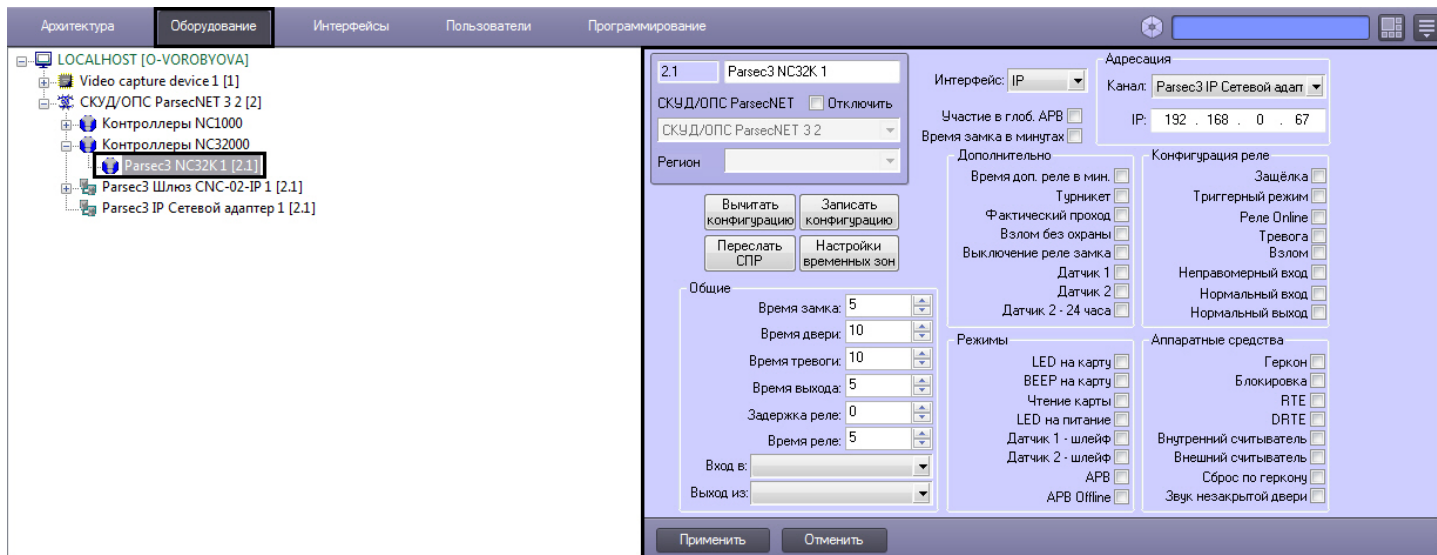 Архитектура Оборудование Интерфейсы Пользователи Программирование
LOCALHOST [O-VOROBYOVA]
Video capture device 1 [1]
СКУД/ОПС ParsecNET 3 2 [2]
Контроллеры NC1000
Контроллеры NC32000
Parsec3 NC32K 1 [2.1]
Parsec3 Шлюз CNC-02-IP 1 [2.1]
Parsec3 IP Сетевой адаптер 1 [2.1]
2.1 Parsec3 NC32K 1
СКУД/ОПС ParsecNET Отключить
СКУД/ОПС ParsecNET 3 2
Регион
Вычитать
конфигурацию
Записать
конфигурацию
Переслать
СПР
Настройки
временных зон
Общие
Время замка: 5
Время двери: 10
Время тревоги: 10
Время выхода: 5
Задержка реле: 0
Время реле: 5
Вход в:
Выход из:
Интерфейс: IP
Участие в глоб. APB
Время замка в минутах
Адресация
Канал: Parsec3 IP Сетевой адап
IP: 192 . 168 . 0 . 67
Дополнительно
Время доп. реле в мин.
Турникет
Фактический проход
Взлом без охраны
Выключение реле замка
Датчик 1
Датчик 2
Датчик 2 - 24 часа
Конфигурация реле
Защёлка
Триггерный режим
Реле Online
Тревога
Взлом
Неправомерный вход
Нормальный вход
Нормальный выход
Режимы
LED на карту
BEEP на карту
Чтение карты
LED на питание
Датчик 1 - шлейф
Датчик 2 - шлейф
APB
APB Offline
Аппаратные средства
Геркон
Блокировка
RTE
DRTE
Внутренний считыватель
Внешний считыватель
Сброс по геркону
Звук незакрытой двери
Применить Отменить